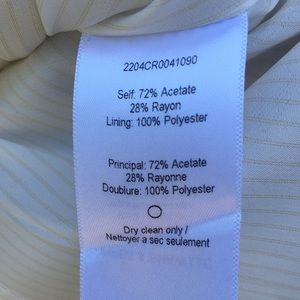 2204CR0041090
Self: 72% Acetate
28% Rayon
Lining: 100% Polyester
Principal: 72% Acetate
28% Rayonne
Doublure: 100% Polyester
Dry clean only /
Nettoyer a sec seulement